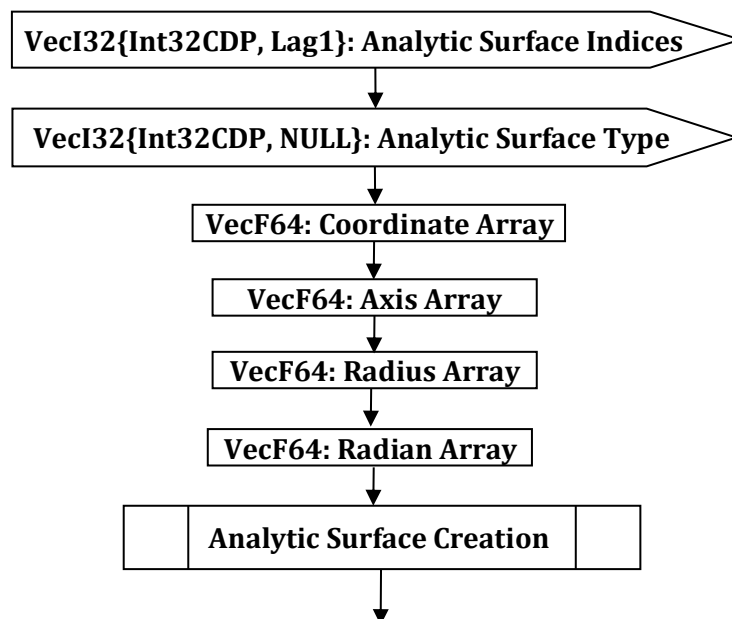 VecI32{Int32CDP, Lag1}: Analytic Surface Indices
VecI32{Int32CDP, NULL}: Analytic Surface Type
VecF64: Coordinate Array
VecF64: Axis Array
VecF64: Radius Array
VecF64: Radian Array
Analytic Surface Creation